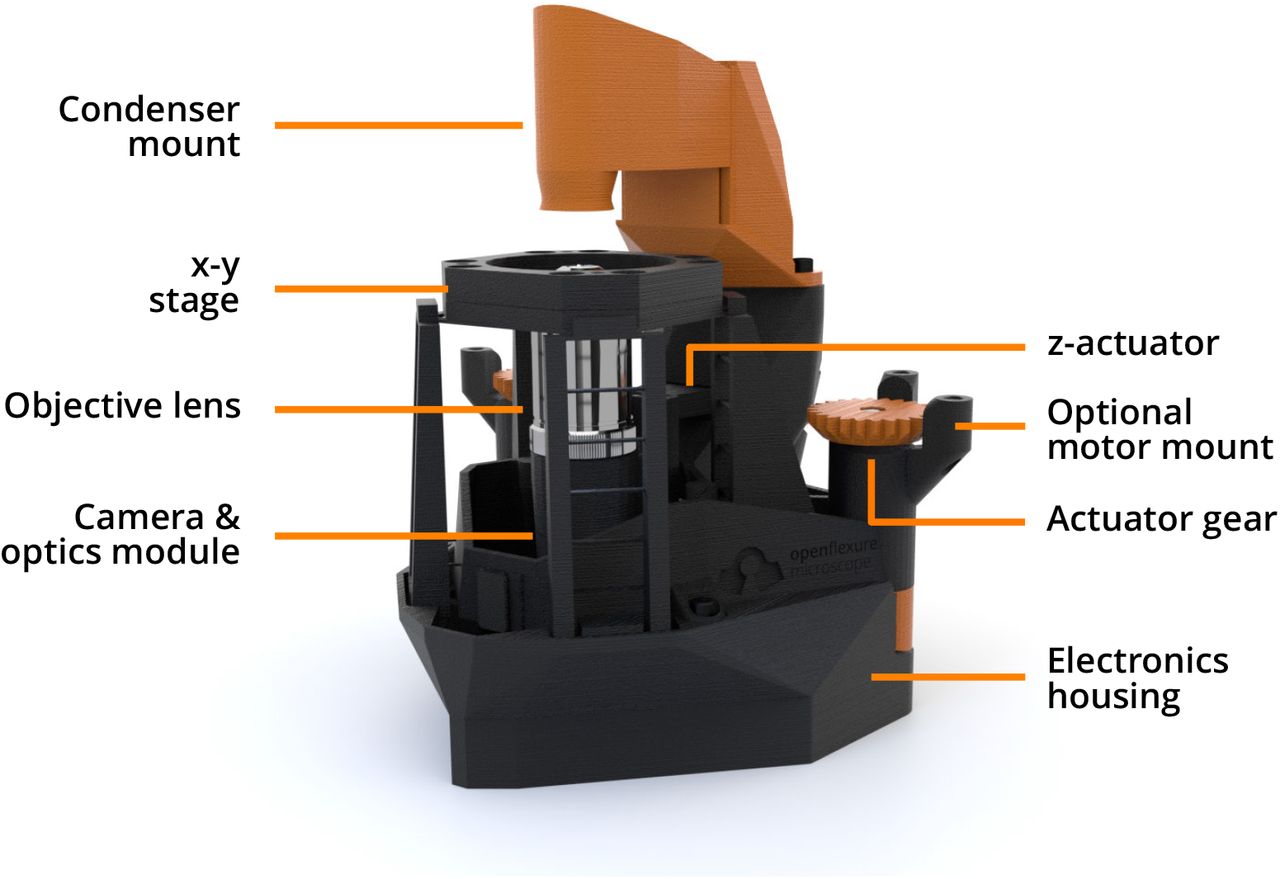 Condenser
mount
x-y
stage
Objective lens
Camera &
optics module
z-actuator
Optional
motor mount
Actuator gear
Electronics
housing
openflexure
microscope